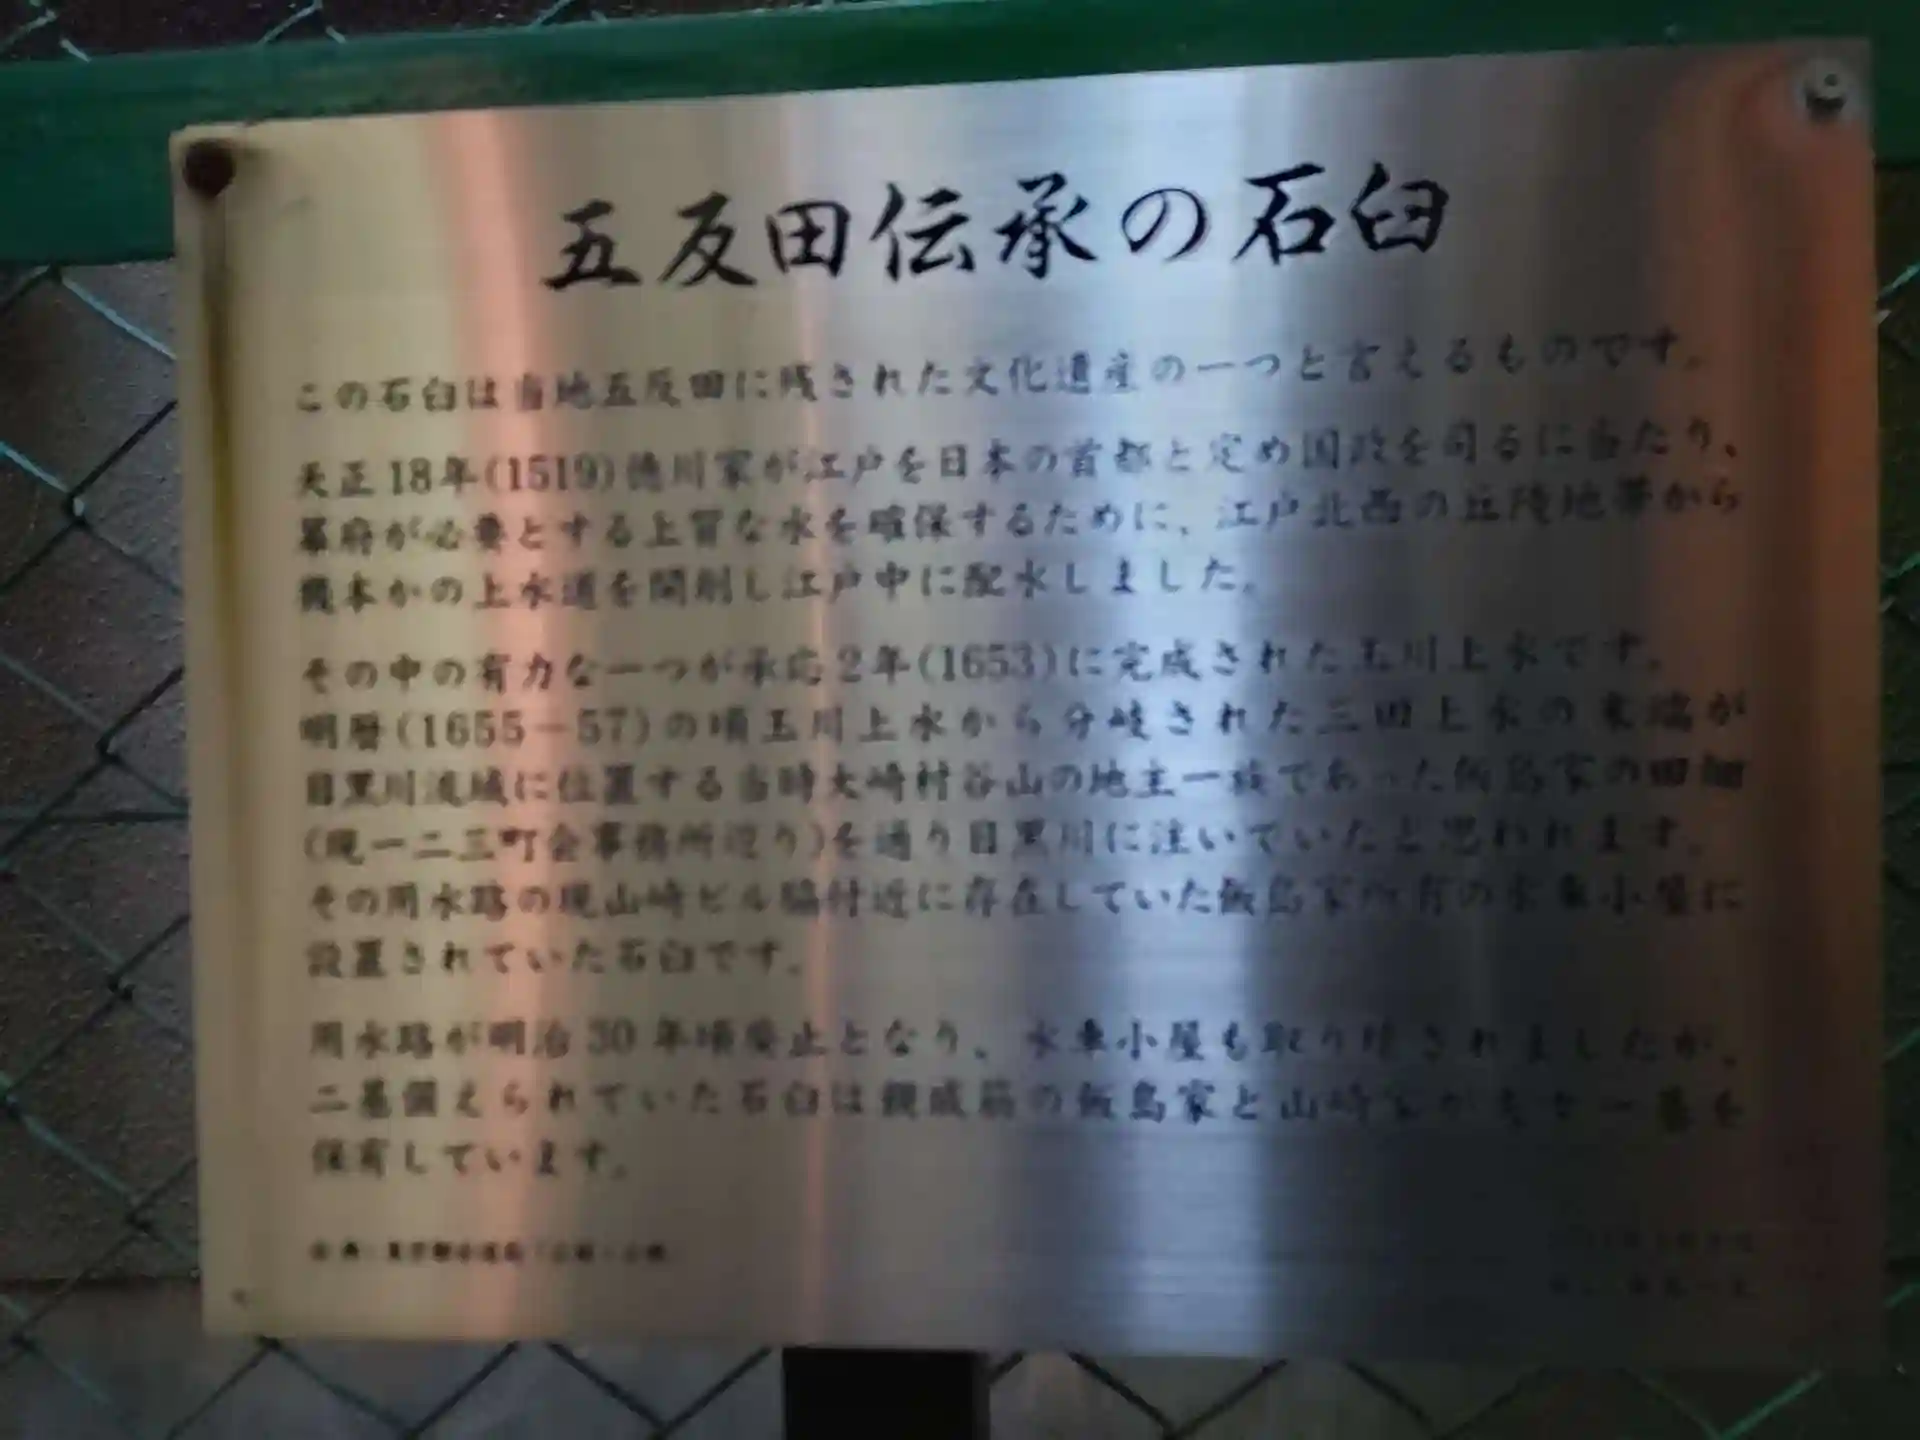 五反田伝承の石臼
この石臼は当地五反田に残された文化遺産の一つと言えるものです。
天正18年(1519)徳川家が江戸を日本の首都と定め国政を司るに当たり、
幕府が必要とする上質な水を確保するために、江戸北西の丘陵地帯から
幾本かの上水道を開削し江戸中に配水しました。
その中の有力な一つが承応2年(1653)に完成された玉川上水です。
明暦(1655-57)の頃玉川上水から分岐された三田上水の末端が
目黒川流域に位置する当時大崎村谷山の地主一族であった飯島家の田畑
(現一二三町会事務所辺り)を通り目黒川に注いでいたと思われます。
その用水路の現山崎ビル脇付近に存在していた飯島家所有の水車小屋に
設置されていた石臼です。
用水路が明治30年頃廃止となり、水車小屋も取り壊されましたが、
二基備えられていた石臼は親戚筋の飯島家と山崎家が各々一基を
保有しています。